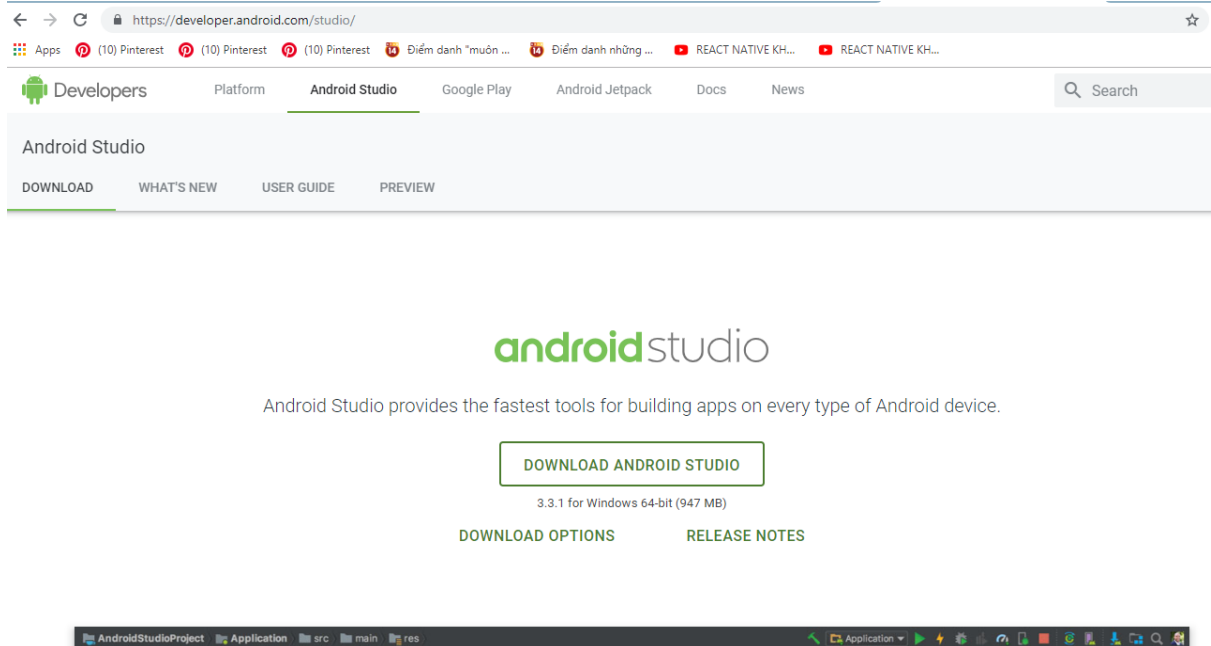 https://developer.android.com/studio/
Apps (10) Pinterest (10) Pinterest (10) Pinterest 14 Điểm danh "muôn ... 14 Điểm danh những ... REACT NATIVE KH... REACT NATIVE KH...
Developers Platform Android Studio Google Play Android Jetpack Docs News Search
Android Studio
DOWNLOAD WHAT'S NEW USER GUIDE PREVIEW
androidstudio
Android Studio provides the fastest tools for building apps on every type of Android device.
DOWNLOAD ANDROID STUDIO
3.3.1 for Windows 64-bit (947 MB)
DOWNLOAD OPTIONS RELEASE NOTES
AndroidStudioProject Application src main res Application